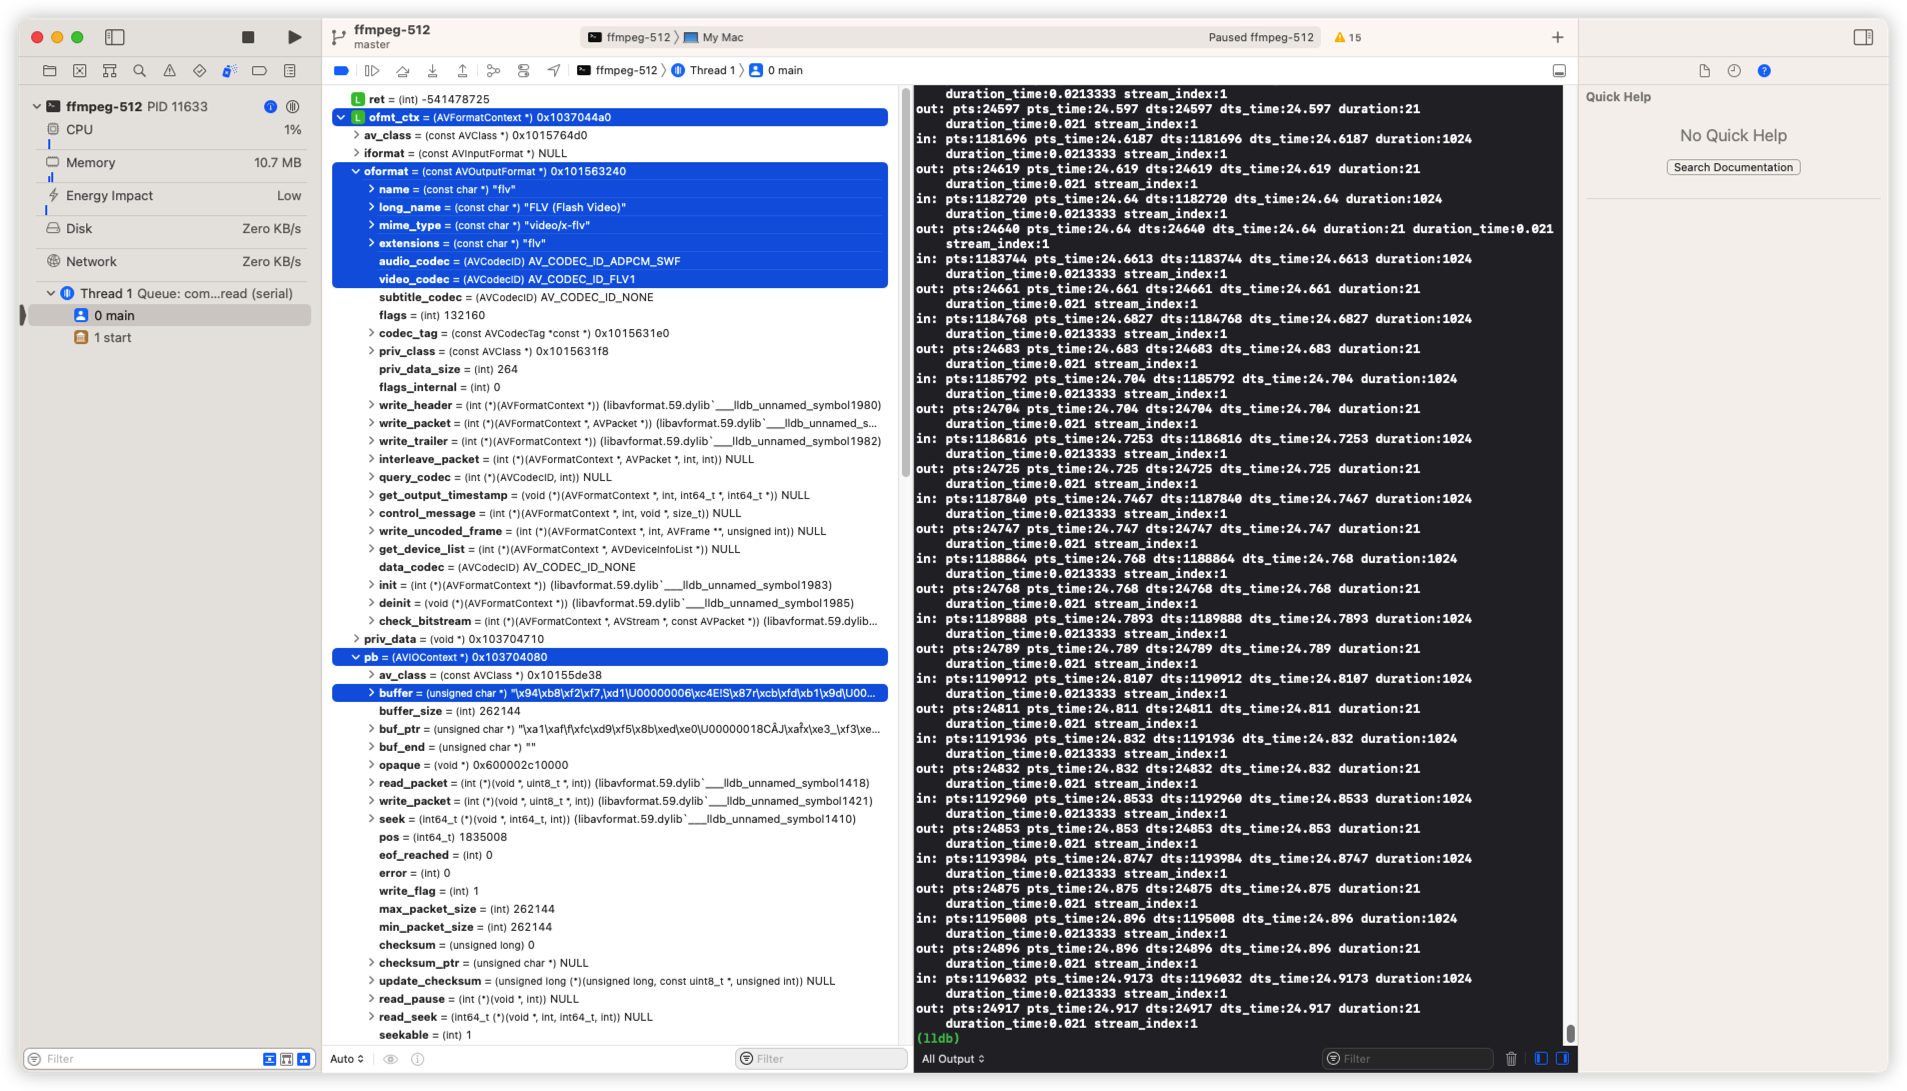 ffmpeg-512
master
ffmpeg-512 〉 My Mac
Paused ffmpeg-512
15
ffmpeg-512 〉 Thread 1 〉 0 main
ffmpeg-512 PID 11633
CPU 1%
Memory 10.7 MB
Energy Impact Low
Disk Zero KB/s
Network Zero KB/s
Thread 1 Queue: com...read (serial)
0 main
1 start
Filter
L ret = (int) -541478725
L ofmt_ctx = (AVFormatContext *) 0x1037044a0
av_class = (const AVClass *) 0x1015764d0
iformat = (const AVInputFormat *) NULL
oformat = (const AVOutputFormat *) 0x101563240
name = (const char *) "flv"
long_name = (const char *) "FLV (Flash Video)"
mime_type = (const char *) "video/x-flv"
extensions = (const char *) "flv"
audio_codec = (AVCodecID) AV_CODEC_ID_ADPCM_SWF
video_codec = (AVCodecID) AV_CODEC_ID_FLV1
subtitle_codec = (AVCodecID) AV_CODEC_ID_NONE
flags = (int) 132160
codec_tag = (const AVCodecTag *const *) 0x1015631e0
priv_class = (const AVClass *) 0x1015631f8
priv_data_size = (int) 264
flags_internal = (int) 0
write_header = (int (*)(AVFormatContext *)) (libavformat.59.dylib`___lldb_unnamed_symbol1980)
write_packet = (int (*)(AVFormatContext *, AVPacket *)) (libavformat.59.dylib`___lldb_unnamed_s...
write_trailer = (int (*)(AVFormatContext *)) (libavformat.59.dylib`___lldb_unnamed_symbol1982)
interleave_packet = (int (*)(AVFormatContext *, AVPacket *, int, int)) NULL
query_codec = (int (*)(AVCodecID, int)) NULL
get_output_timestamp = (void (*)(AVFormatContext *, int, int64_t *, int64_t *)) NULL
control_message = (int (*)(AVFormatContext *, int, void *, size_t)) NULL
write_uncoded_frame = (int (*)(AVFormatContext *, int, AVFrame **, unsigned int)) NULL
get_device_list = (int (*)(AVFormatContext *, AVDeviceInfoList *)) NULL
data_codec = (AVCodecID) AV_CODEC_ID_NONE
init = (int (*)(AVFormatContext *)) (libavformat.59.dylib`___lldb_unnamed_symbol1983)
deinit = (void (*)(AVFormatContext *)) (libavformat.59.dylib`___lldb_unnamed_symbol1985)
check_bitstream = (int (*)(AVFormatContext *, AVStream *, const AVPacket *)) (libavformat.59.dylib...
priv_data = (void *) 0x103704710
pb = (AVIOContext *) 0x103704080
av_class = (const AVClass *) 0x10155de38
buffer = (unsigned char *) "\x94\xb8\xf2\xf7,\xd1\U00000006\xc4E!S\x87r\xcb\xfd\xb1\x9d\U00...
buffer_size = (int) 262144
buf_ptr = (unsigned char *) "\xa1\xaf\f\xfc\xd9\xf5\x8b\xed\xe0\U00000018CÂJ\xaf\xe3_\xf3\xe...
buf_end = (unsigned char *) ""
opaque = (void *) 0x600002c10000
read_packet = (int (*)(void *, uint8_t *, int)) (libavformat.59.dylib`___lldb_unnamed_symbol1418)
write_packet = (int (*)(void *, uint8_t *, int)) (libavformat.59.dylib`___lldb_unnamed_symbol1421)
seek = (int64_t (*)(void *, int64_t, int)) (libavformat.59.dylib`___lldb_unnamed_symbol1410)
pos = (int64_t) 1835008
eof_reached = (int) 0
error = (int) 0
write_flag = (int) 1
max_packet_size = (int) 262144
min_packet_size = (int) 262144
checksum = (unsigned long) 0
checksum_ptr = (unsigned char *) NULL
update_checksum = (unsigned long (*)(unsigned long, const uint8_t *, unsigned int)) NULL
read_pause = (int (*)(void *, int)) NULL
read_seek = (int64_t (*)(void *, int, int64_t, int)) NULL
seekable = (int) 1
Auto
Filter
duration_time:0.0213333 stream_index:1
out: pts:24597 pts_time:24.597 dts:24597 dts_time:24.597 duration:21
duration_time:0.021 stream_index:1
in: pts:1181696 pts_time:24.6187 dts:1181696 dts_time:24.6187 duration:1024
duration_time:0.0213333 stream_index:1
out: pts:24619 pts_time:24.619 dts:24619 dts_time:24.619 duration:21
duration_time:0.021 stream_index:1
in: pts:1182720 pts_time:24.64 dts:1182720 dts_time:24.64 duration:1024
duration_time:0.0213333 stream_index:1
out: pts:24640 pts_time:24.64 dts:24640 dts_time:24.64 duration:21 duration_time:0.021
stream_index:1
in: pts:1183744 pts_time:24.6613 dts:1183744 dts_time:24.6613 duration:1024
duration_time:0.0213333 stream_index:1
out: pts:24661 pts_time:24.661 dts:24661 dts_time:24.661 duration:21
duration_time:0.021 stream_index:1
in: pts:1184768 pts_time:24.6827 dts:1184768 dts_time:24.6827 duration:1024
duration_time:0.0213333 stream_index:1
out: pts:24683 pts_time:24.683 dts:24683 dts_time:24.683 duration:21
duration_time:0.021 stream_index:1
in: pts:1185792 pts_time:24.704 dts:1185792 dts_time:24.704 duration:1024
duration_time:0.0213333 stream_index:1
out: pts:24704 pts_time:24.704 dts:24704 dts_time:24.704 duration:21
duration_time:0.021 stream_index:1
in: pts:1186816 pts_time:24.7253 dts:1186816 dts_time:24.7253 duration:1024
duration_time:0.0213333 stream_index:1
out: pts:24725 pts_time:24.725 dts:24725 dts_time:24.725 duration:21
duration_time:0.021 stream_index:1
in: pts:1187840 pts_time:24.7467 dts:1187840 dts_time:24.7467 duration:1024
duration_time:0.0213333 stream_index:1
out: pts:24747 pts_time:24.747 dts:24747 dts_time:24.747 duration:21
duration_time:0.021 stream_index:1
in: pts:1188864 pts_time:24.768 dts:1188864 dts_time:24.768 duration:1024
duration_time:0.0213333 stream_index:1
out: pts:24768 pts_time:24.768 dts:24768 dts_time:24.768 duration:21
duration_time:0.021 stream_index:1
in: pts:1189888 pts_time:24.7893 dts:1189888 dts_time:24.7893 duration:1024
duration_time:0.0213333 stream_index:1
out: pts:24789 pts_time:24.789 dts:24789 dts_time:24.789 duration:21
duration_time:0.021 stream_index:1
in: pts:1190912 pts_time:24.8107 dts:1190912 dts_time:24.8107 duration:1024
duration_time:0.0213333 stream_index:1
out: pts:24811 pts_time:24.811 dts:24811 dts_time:24.811 duration:21
duration_time:0.021 stream_index:1
in: pts:1191936 pts_time:24.832 dts:1191936 dts_time:24.832 duration:1024
duration_time:0.0213333 stream_index:1
out: pts:24832 pts_time:24.832 dts:24832 dts_time:24.832 duration:21
duration_time:0.021 stream_index:1
in: pts:1192960 pts_time:24.8533 dts:1192960 dts_time:24.8533 duration:1024
duration_time:0.0213333 stream_index:1
out: pts:24853 pts_time:24.853 dts:24853 dts_time:24.853 duration:21
duration_time:0.021 stream_index:1
in: pts:1193984 pts_time:24.8747 dts:1193984 dts_time:24.8747 duration:1024
duration_time:0.0213333 stream_index:1
out: pts:24875 pts_time:24.875 dts:24875 dts_time:24.875 duration:21
duration_time:0.021 stream_index:1
in: pts:1195008 pts_time:24.896 dts:1195008 dts_time:24.896 duration:1024
duration_time:0.0213333 stream_index:1
out: pts:24896 pts_time:24.896 dts:24896 dts_time:24.896 duration:21
duration_time:0.021 stream_index:1
in: pts:1196032 pts_time:24.9173 dts:1196032 dts_time:24.9173 duration:1024
duration_time:0.0213333 stream_index:1
out: pts:24917 pts_time:24.917 dts:24917 dts_time:24.917 duration:21
duration_time:0.021 stream_index:1
(lldb)
All Output
Filter
Quick Help
No Quick Help
Search Documentation